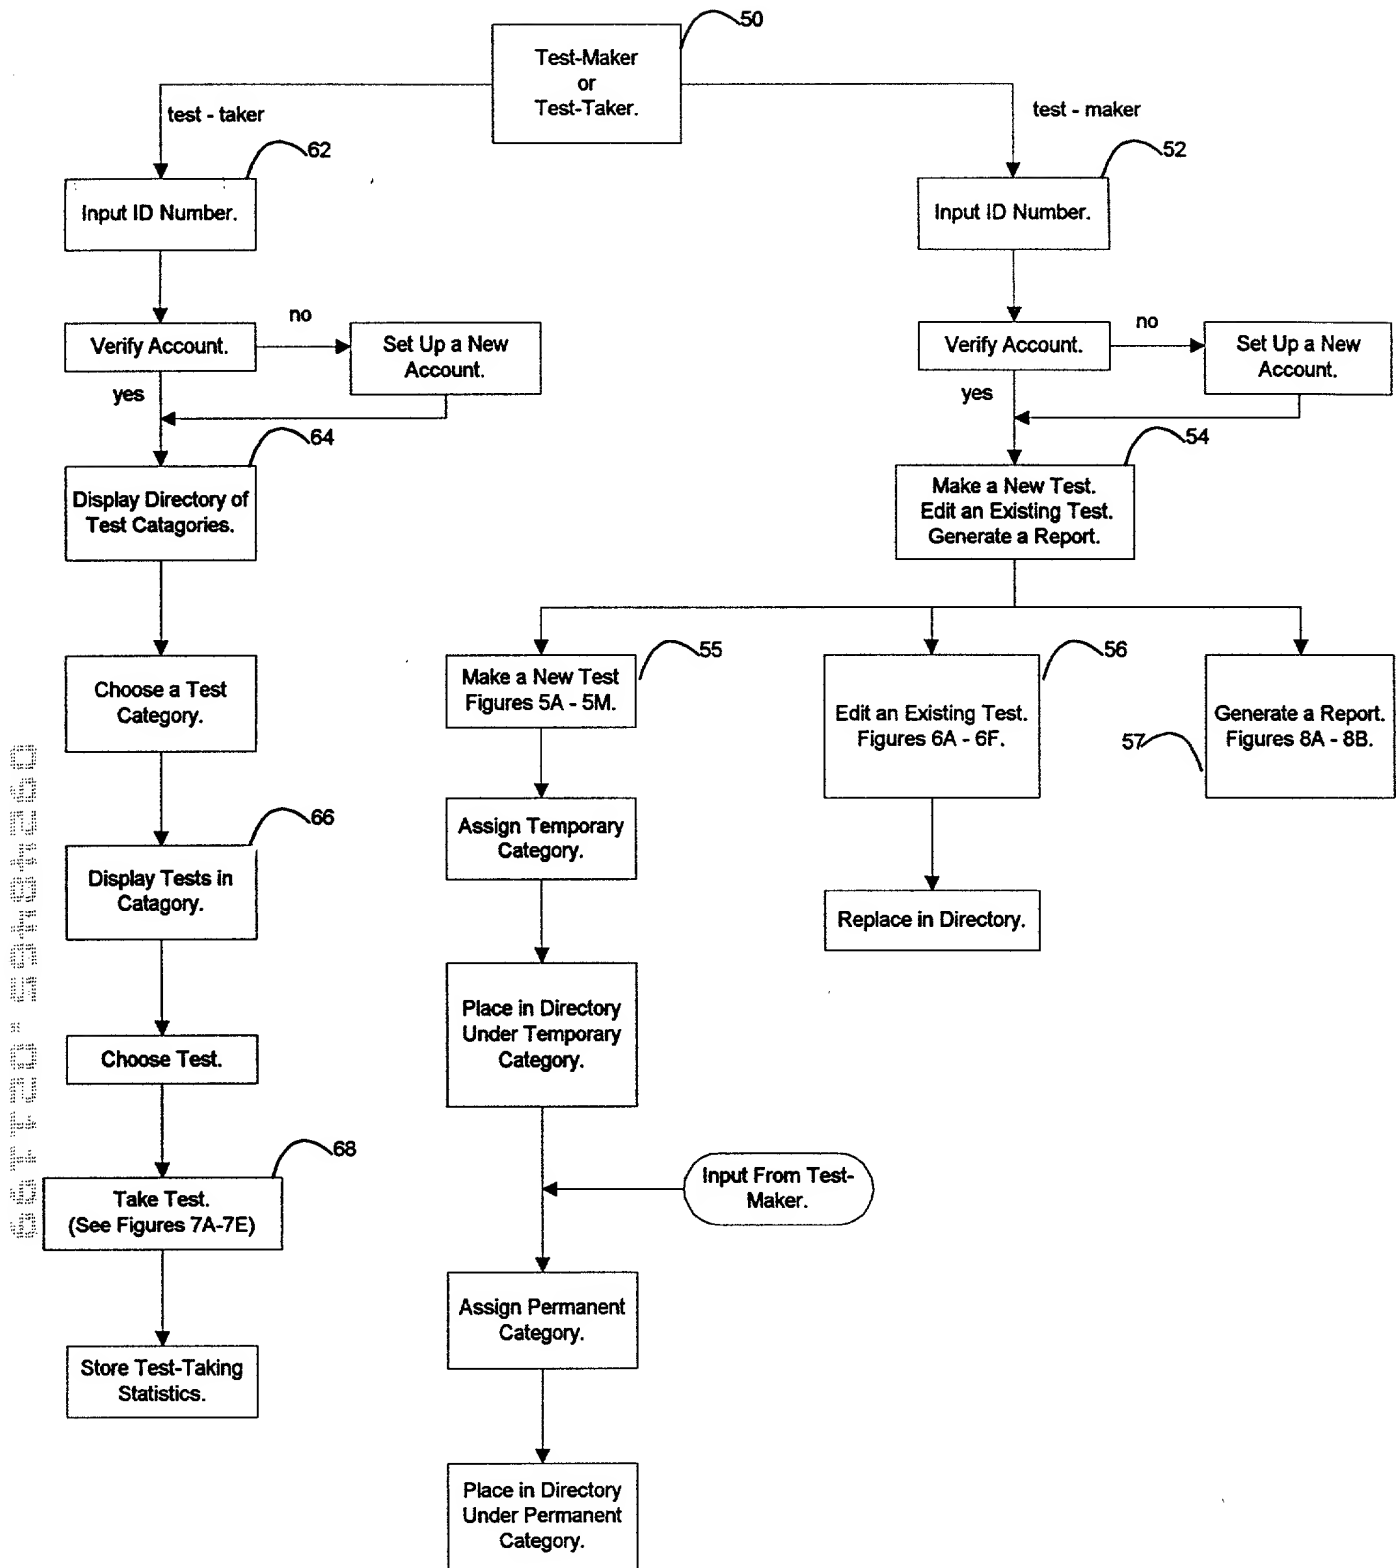 50
Test-Maker
or
Test-Taker.
test - taker
test - maker
62
52
Input ID Number.
Input ID Number.
Verify Account.
no
Set Up a New
Account.
yes
Verify Account.
no
Set Up a New
Account.
yes
64
54
Display Directory of
Test Catagories.
Make a New Test.
Edit an Existing Test.
Generate a Report.
Choose a Test
Category.
55
Make a New Test
Figures 5A - 5M.
56
Edit an Existing Test.
Figures 6A - 6F.
57
Generate a Report.
Figures 8A - 8B.
66
Display Tests in
Catagory.
Assign Temporary
Category.
Replace in Directory.
Choose Test.
Place in Directory
Under Temporary
Category.
68
Take Test.
(See Figures 7A-7E)
Input From Test-
Maker.
Store Test-Taking
Statistics.
Assign Permanent
Category.
Place in Directory
Under Permanent
Category.